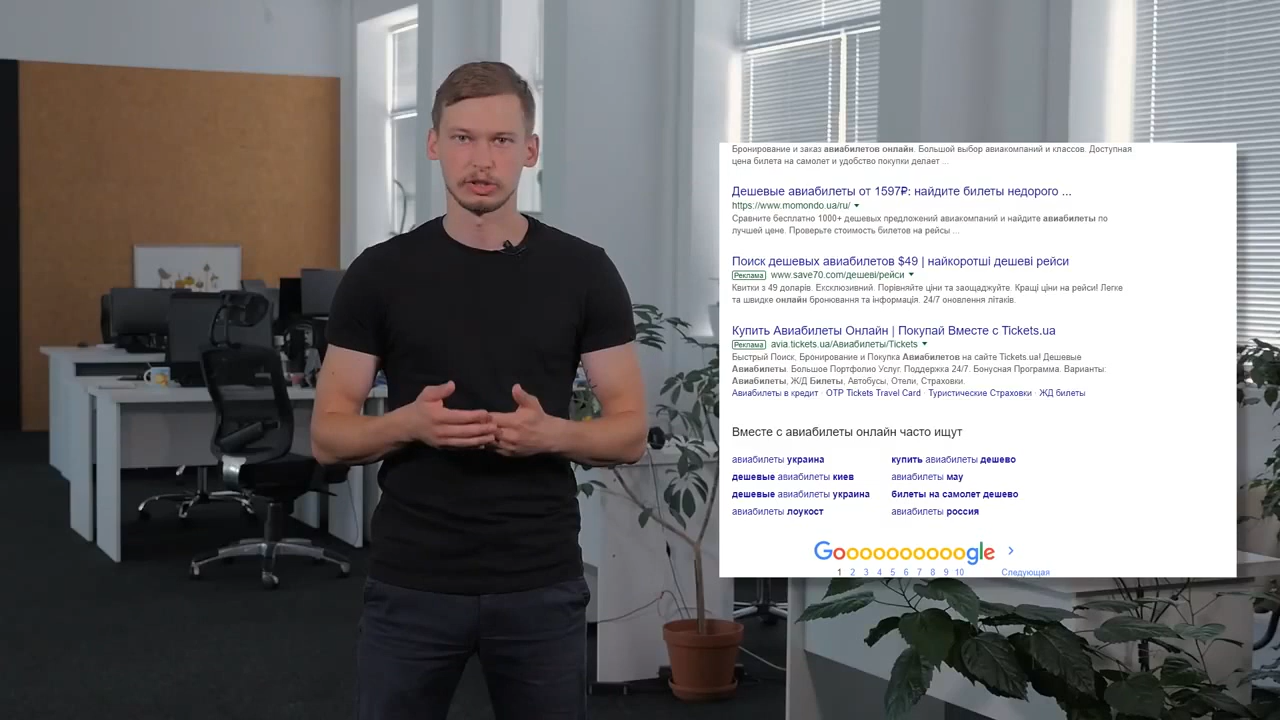 Бронирование и заказ авиабилетов онлайн. Большой выбор авиакомпаний и классов. Доступная
цена билета на самолет и удобство покупки делает ...
Дешевые авиабилеты от 1597₽: найдите билеты недорого ...
https://www.momondo.ua/ru/
Сравните бесплатно 1000+ дешевых предложений авиакомпаний и найдите авиабилеты по
лучшей цене. Проверьте стоимость билетов на рейсы ...
Поиск дешевых авиабилетов $49 | найкоротші дешеві рейси
Реклама www.save70.com/дешеві/рейси
Квитки з 49 доларів. Ексклюзивний. Порівняйте ціни та заощаджуйте. Кращі ціни на рейси! Легке
та швидке онлайн бронювання та інформація. 24/7 оновлення літаків.
Купить Авиабилеты Онлайн | Покупай Вместе с Tickets.ua
Реклама avia.tickets.ua/Авиабилеты/Tickets
Быстрый Поиск, Бронирование и Покупка Авиабилетов на сайте Tickets.ua! Дешевые
Авиабилеты. Большое Портфолио Услуг. Поддержка 24/7. Бонусная Программа. Варианты:
Авиабилеты, Ж/Д Билеты, Автобусы, Отели, Страховки.
Авиабилеты в кредит · OTP Tickets Travel Card · Туристические Страховки · ЖД билеты
Вместе с авиабилеты онлайн часто ищут
авиабилеты украина купить авиабилеты дешево
дешевые авиабилеты киев авиабилеты мау
дешевые авиабилеты украина билеты на самолет дешево
авиабилеты лоукост авиабилеты россия
Goooooooooogle >
1 2 3 4 5 6 7 8 9 10 Следующая